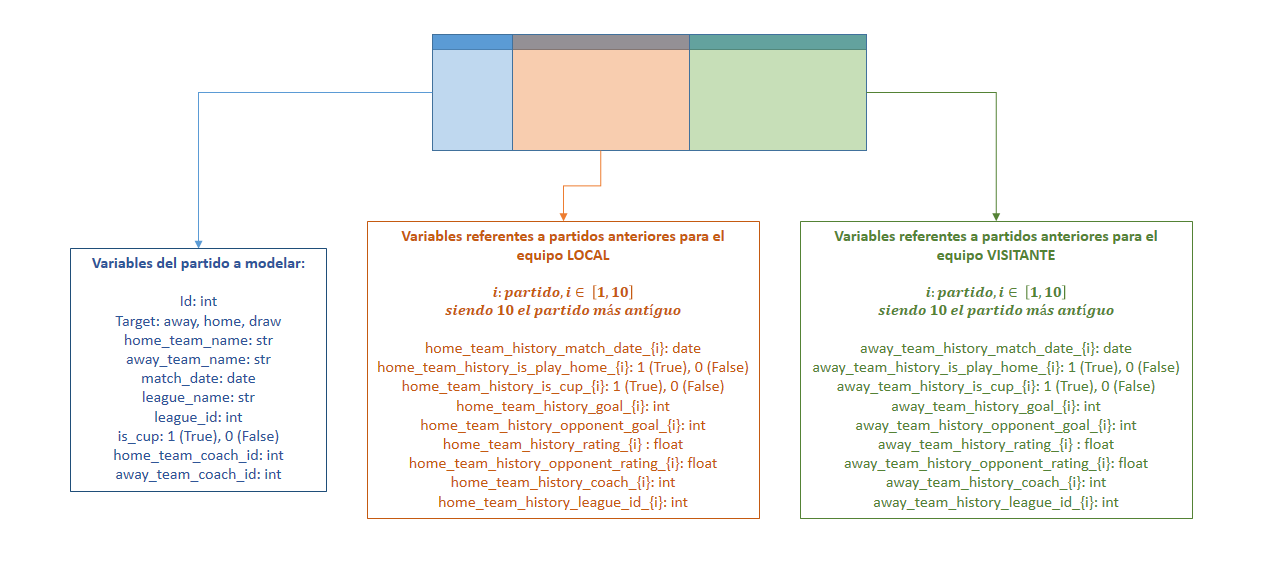 Variables del partido a modelar:
Id: int
Target: away, home, draw
home_team_name: str
away_team_name: str
match_date: date
league_name: str
league_id: int
is_cup: 1 (True), 0 (False)
home_team_coach_id: int
away_team_coach_id: int
Variables referentes a partidos anteriores para el
equipo LOCAL
i: partido, i ∈ [1, 10]
siendo 10 el partido más antíguo
home_team_history_match_date_{i}: date
home_team_history_is_play_home_{i}: 1 (True), 0 (False)
home_team_history_is_cup_{i}: 1 (True), 0 (False)
home_team_history_goal_{i}: int
home_team_history_opponent_goal_{i}: int
home_team_history_rating_{i} : float
home_team_history_opponent_rating_{i}: float
home_team_history_coach_{i}: int
home_team_history_league_id_{i}: int
Variables referentes a partidos anteriores para el
equipo VISITANTE
i: partido, i ∈ [1, 10]
siendo 10 el partido más antíguo
away_team_history_match_date_{i}: date
away_team_history_is_play_home_{i}: 1 (True), 0 (False)
away_team_history_is_cup_{i}: 1 (True), 0 (False)
away_team_history_goal_{i}: int
away_team_history_opponent_goal_{i}: int
away_team_history_rating_{i} : float
away_team_history_opponent_rating_{i}: float
away_team_history_coach_{i}: int
away_team_history_league_id_{i}: int